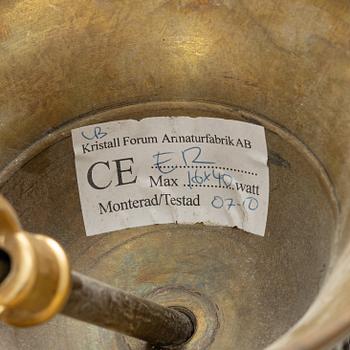 UB
Kristall Forum Armaturfabrik AB
CE ER
Max 16x40 watt
Monterad/Testad 07-10